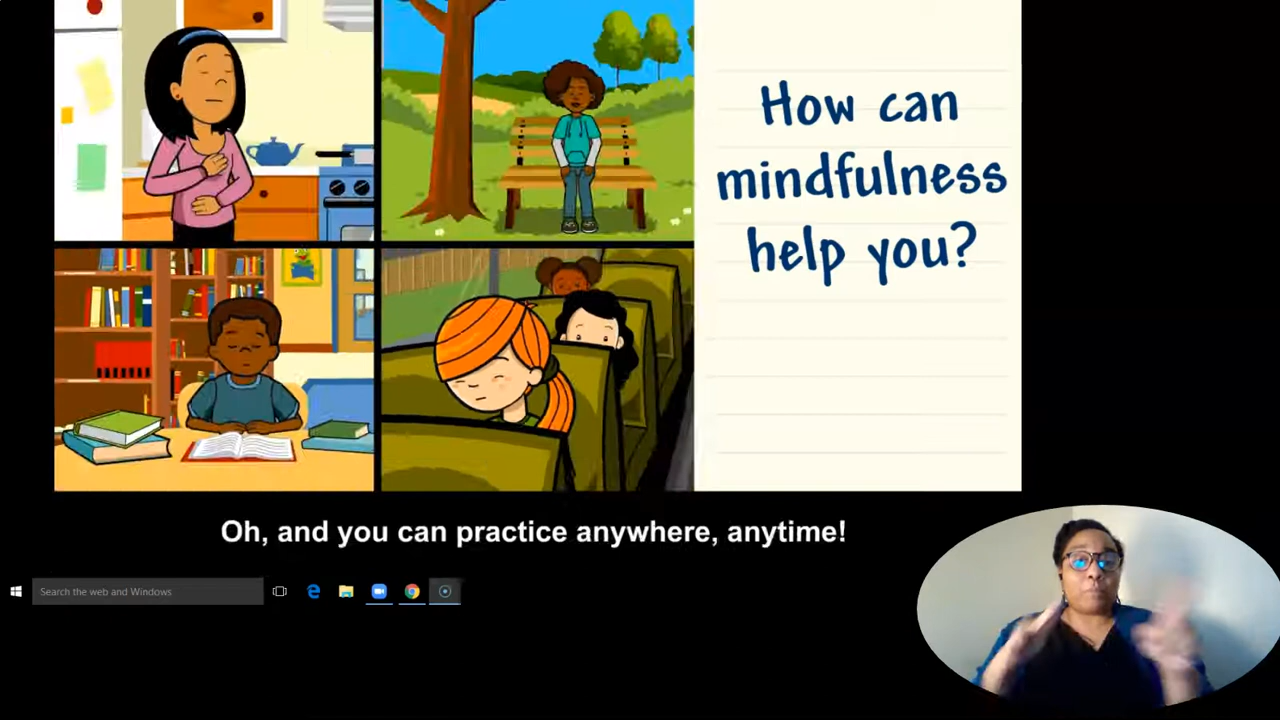 How can
mindfulness
help you?
Oh, and you can practice anywhere, anytime!
Search the web and Windows